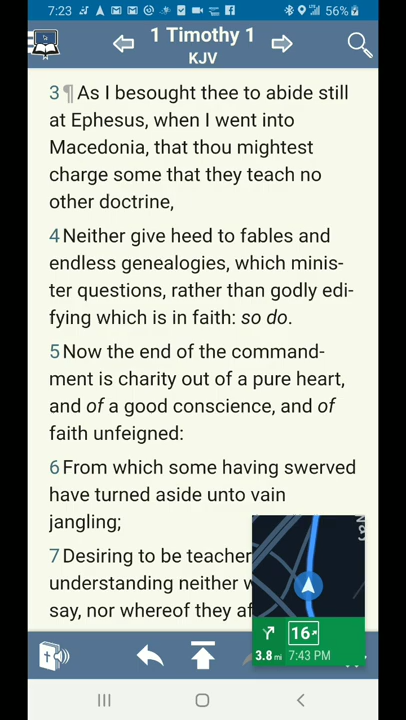 7:23
56%
1 Timothy 1
KJV
3 ¶ As I besought thee to abide still
at Ephesus, when I went into
Macedonia, that thou mightest
charge some that they teach no
other doctrine,
4 Neither give heed to fables and
endless genealogies, which minis-
ter questions, rather than godly edi-
fying which is in faith: so do.
5 Now the end of the command-
ment is charity out of a pure heart,
and of a good conscience, and of
faith unfeigned:
6 From which some having swerved
have turned aside unto vain
jangling;
7 Desiring to be teacher
understanding neither w
say, nor whereof they af
16
3.8 mi 7:43 PM